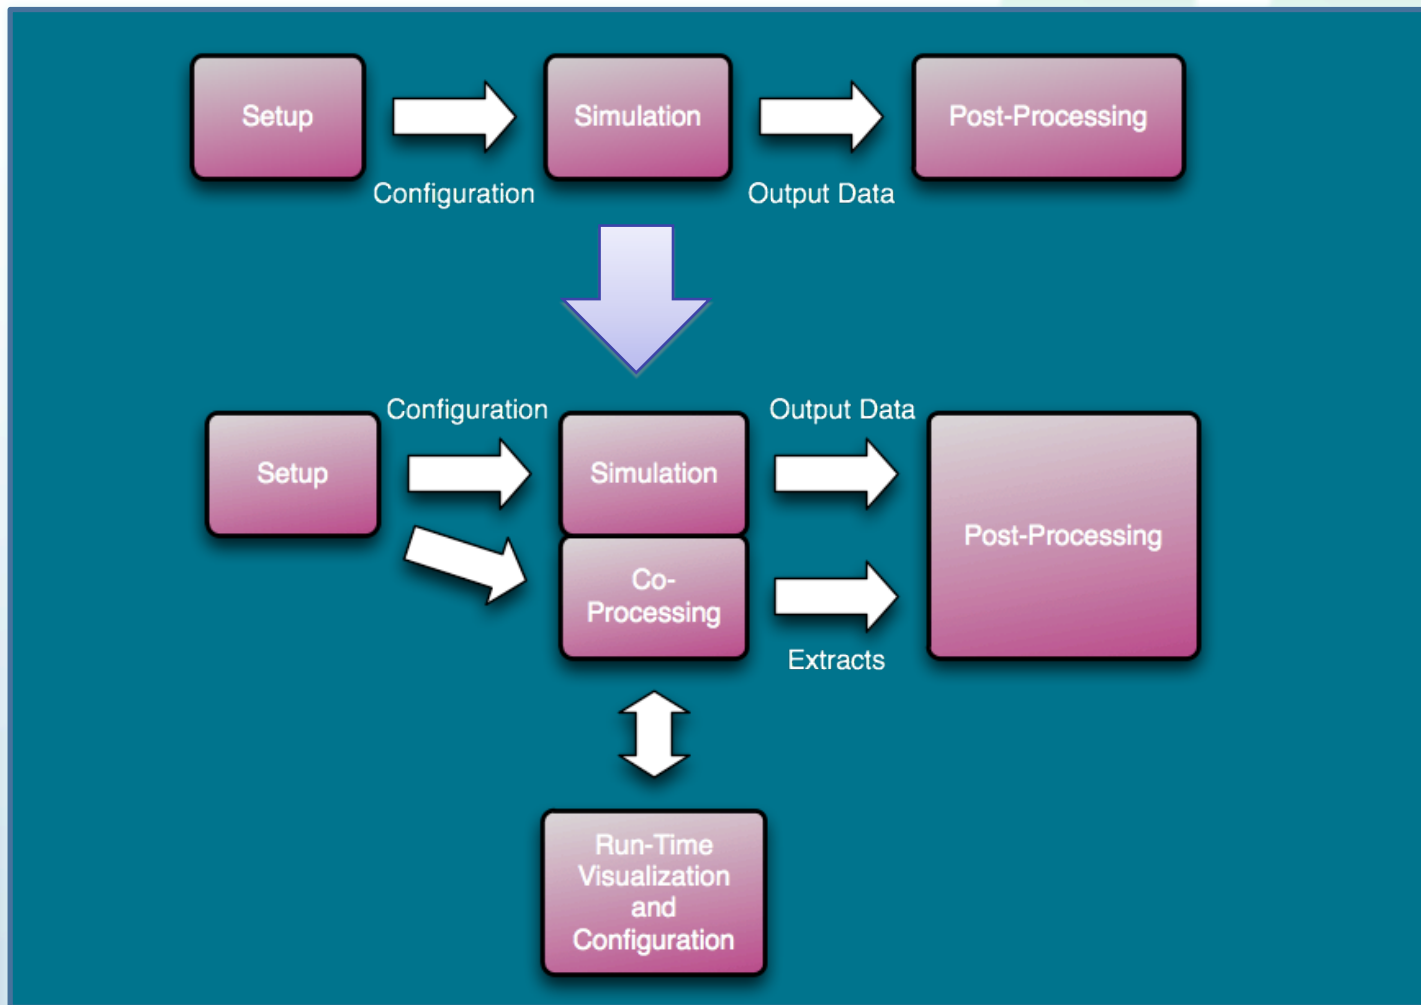 Setup
Simulation
Post-Processing
Configuration
Output Data
Configuration
Output Data
Setup
Simulation
Post-Processing
Co-
Processing
Extracts
Run-Time
Visualization
and
Configuration